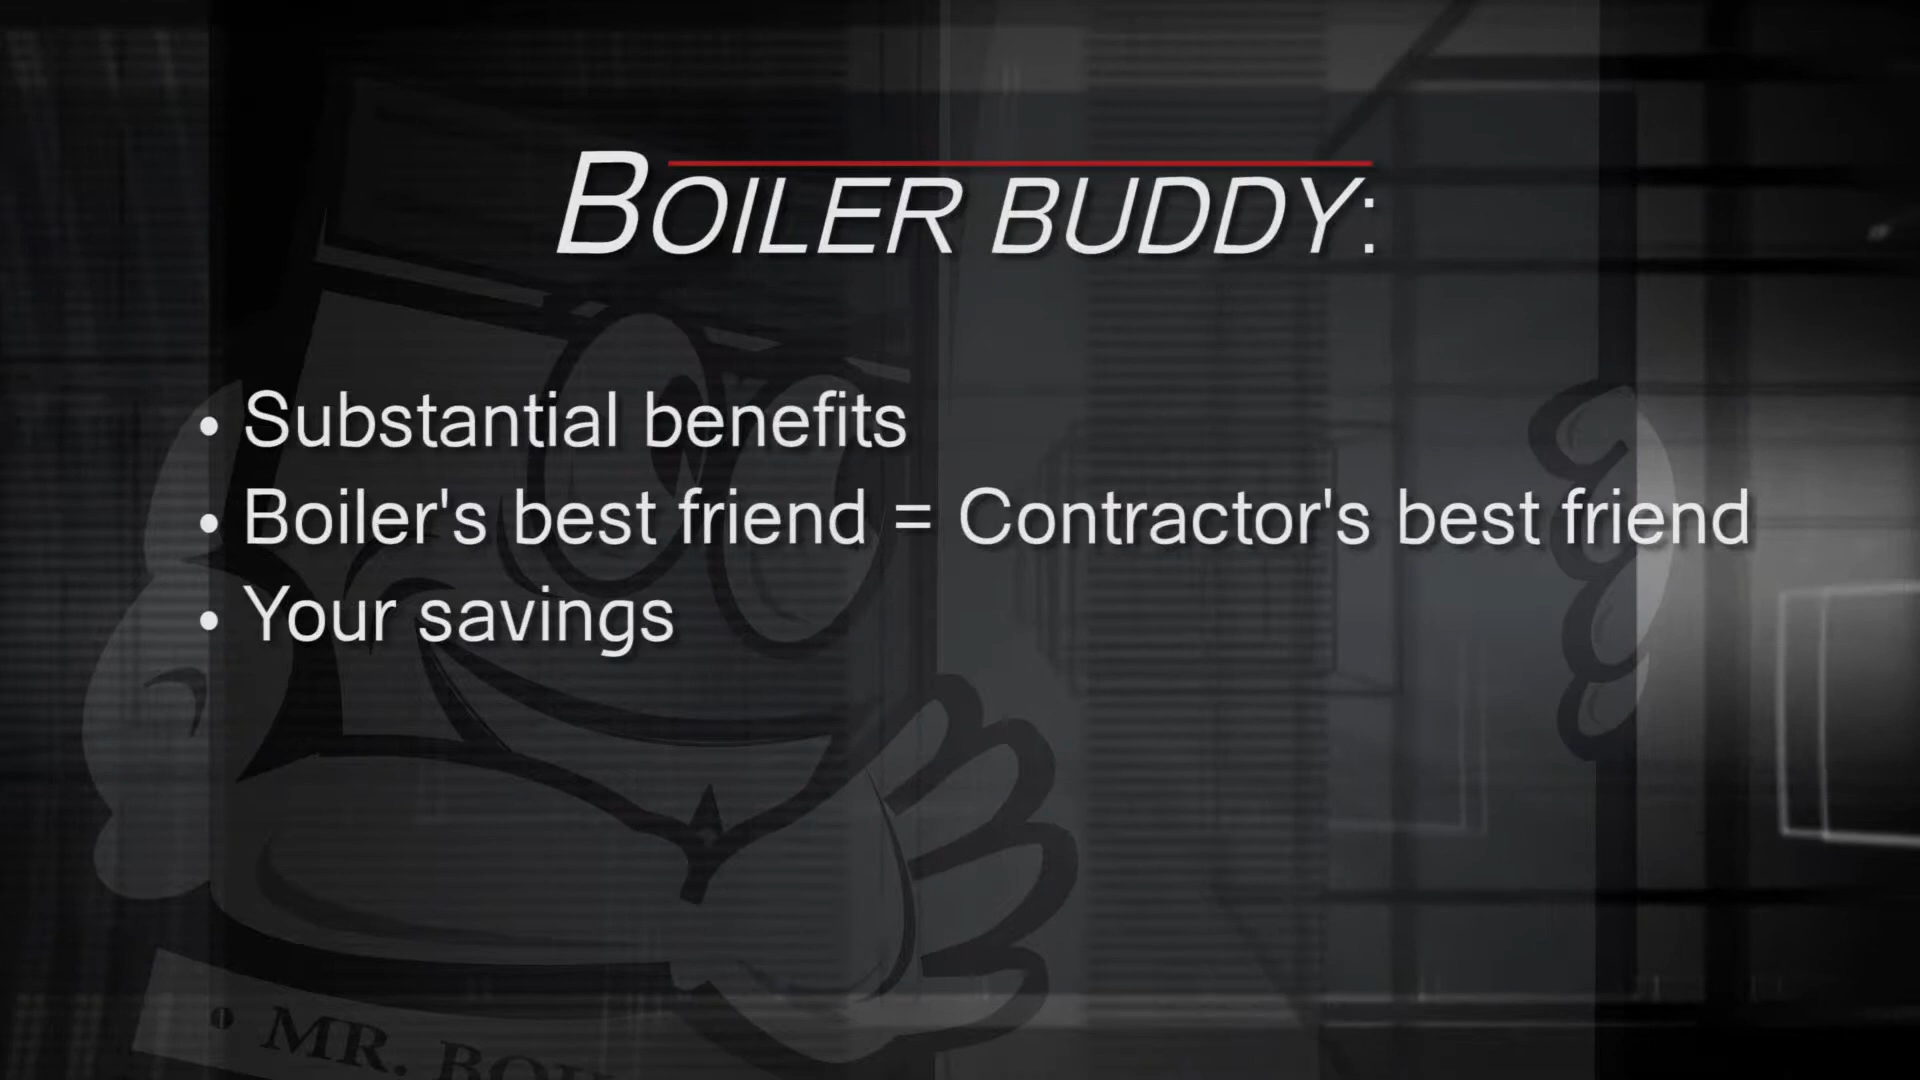 BOILER BUDDY:
• Substantial benefits
• Boiler's best friend = Contractor's best friend
• Your savings
• MR.